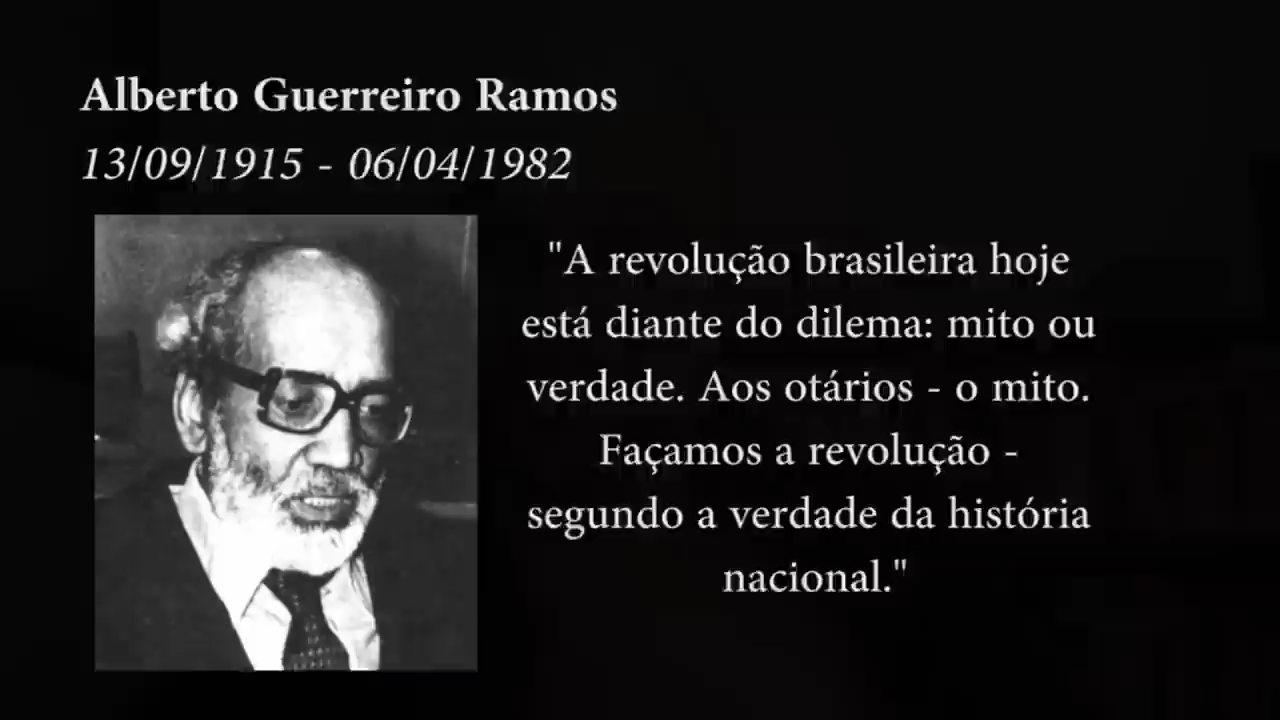 Alberto Guerreiro Ramos
13/09/1915 - 06/04/1982
"A revolução brasileira hoje
está diante do dilema: mito ou
verdade. Aos otários - o mito.
Façamos a revolução -
segundo a verdade da história
nacional."